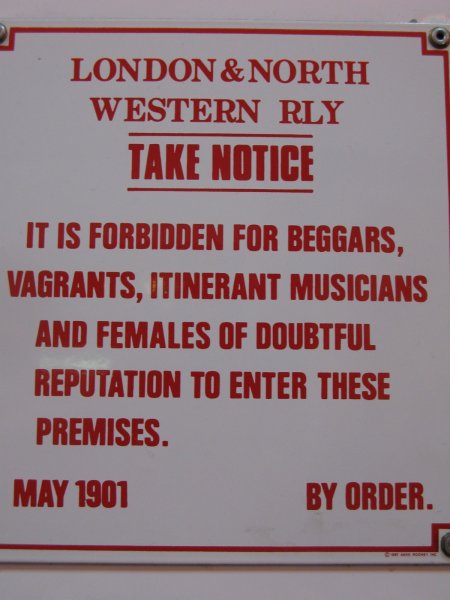 LONDON & NORTH
WESTERN RLY
TAKE NOTICE
IT IS FORBIDDEN FOR BEGGARS,
VAGRANTS, ITINERANT MUSICIANS
AND FEMALES OF DOUBTFUL
REPUTATION TO ENTER THESE
PREMISES.
MAY 1901 BY ORDER.